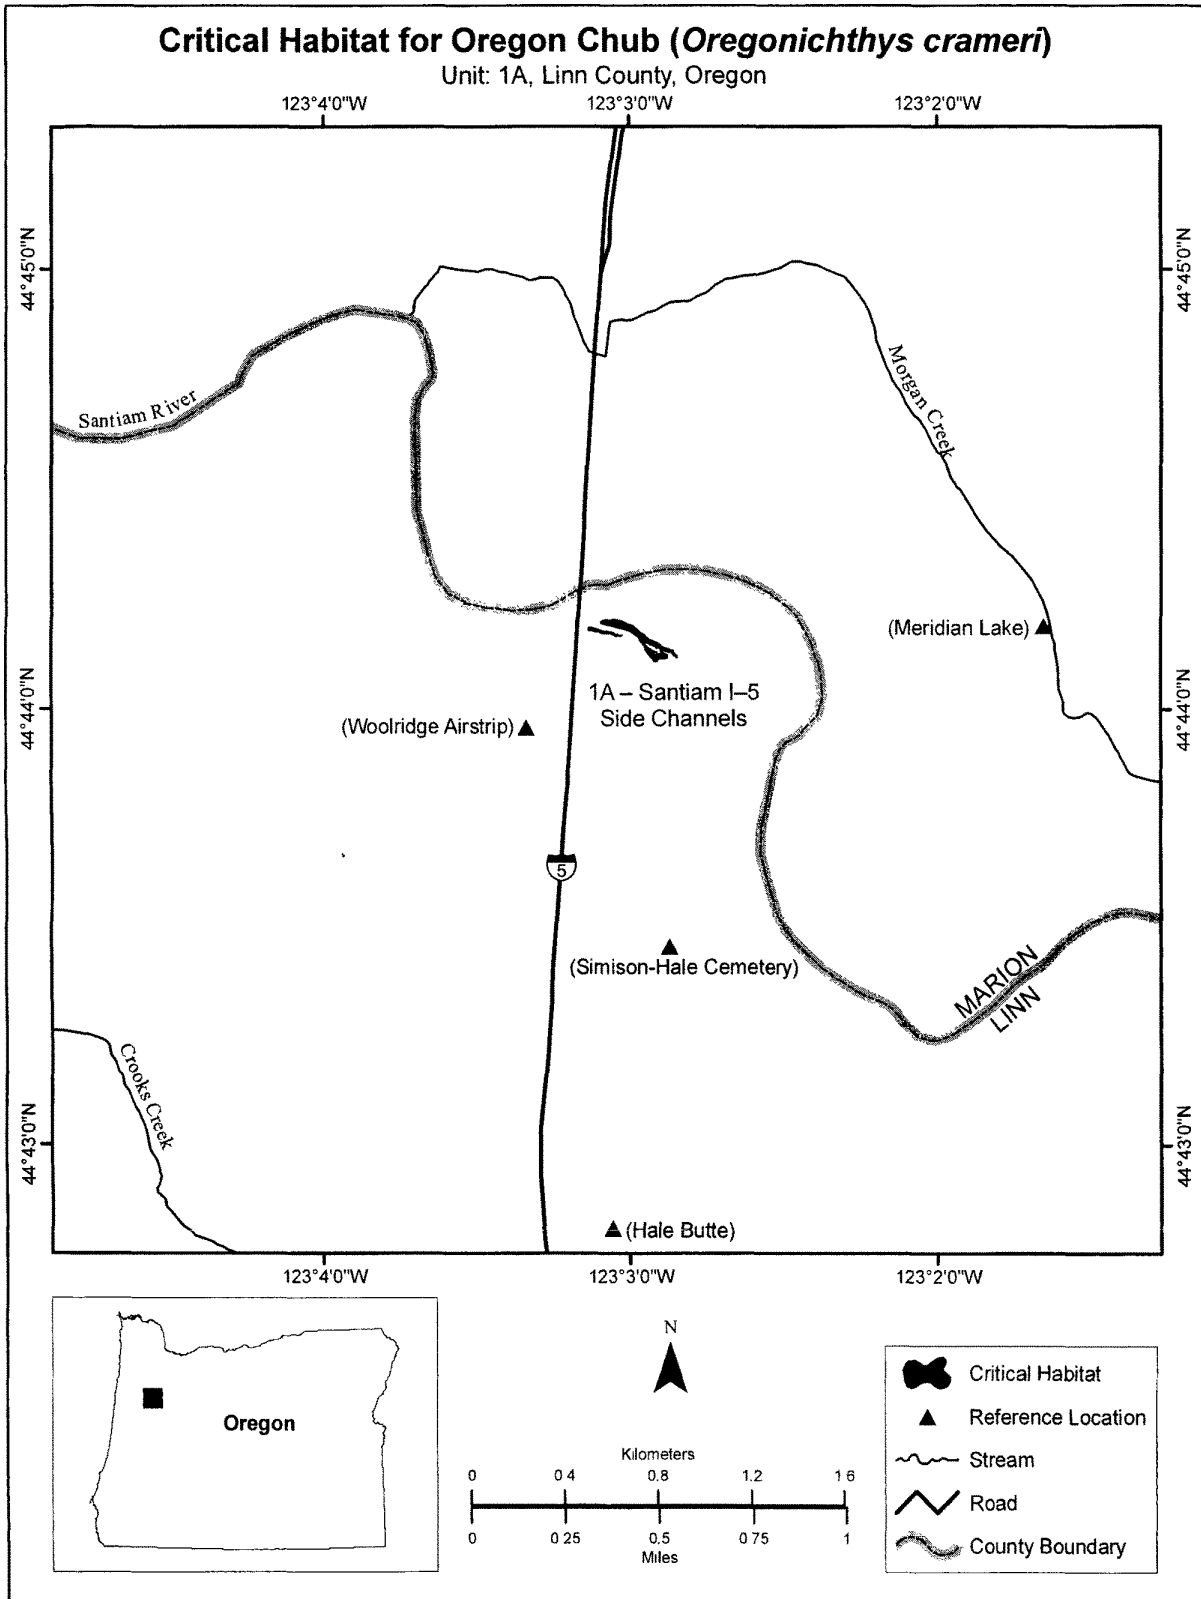 Critical Habitat for Oregon Chub (Oregonichthys crameri)
Unit: 1A, Linn County, Oregon
123°4'0"W
123°3'0"W
123°2'0"W
44°45'0"N
44°45'0"N
Santiam River
Morgan Creek
(Meridian Lake)
1A – Santiam I–5
Side Channels
44°44'0"N
44°44'0"N
(Woolridge Airstrip)
5
(Simison-Hale Cemetery)
MARION
LINN
Crooks Creek
44°43'0"N
44°43'0"N
(Hale Butte)
123°4'0"W
123°3'0"W
123°2'0"W
Oregon
N
Kilometers
0 0 4 0.8 1.2 1 6
0 0 25 0.5 0 75 1
Miles
Critical Habitat
Reference Location
Stream
Road
County Boundary